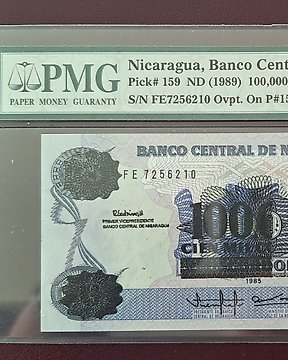 PMG
PAPER MONEY GUARANTY
Nicaragua, Banco Cent
Pick# 159 ND (1989) 100,000
S/N FE7256210 Ovpt. On P#15
BANCO CENTRAL DE N
FE 7256210
PRIMER VICEPRESIDENTE
BANCO CENTRAL DE NICARAGUA
1985